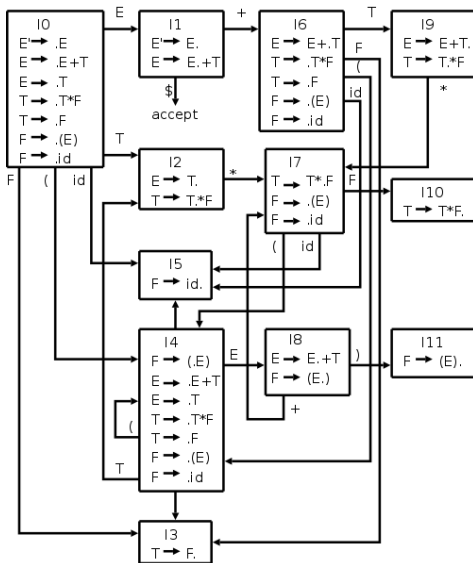 I0
E' → .E
E → .E+T
E → .T
T → .T*F
T → .F
F → .(E)
F → .id
E
I1
E' → E.
E → E.+T
$
accept
+
I6
E → E+.T
T → .T*F
T → .F
F → .(E)
F → .id
T
F
(
id
I9
E → E+T.
T → T.*F
*
T
I2
E → T.
T → T.*F
*
I7
T → T*.F
F → .(E)
F → .id
F
I10
T → T*F.
F
(
id
(
id
I5
F → id.
I4
F → (.E)
E → .E+T
E → .T
T → .T*F
T → .F
F → .(E)
F → .id
(
T
E
I8
E → E.+T
F → (E.)
+
)
I11
F → (E).
I3
T → F.